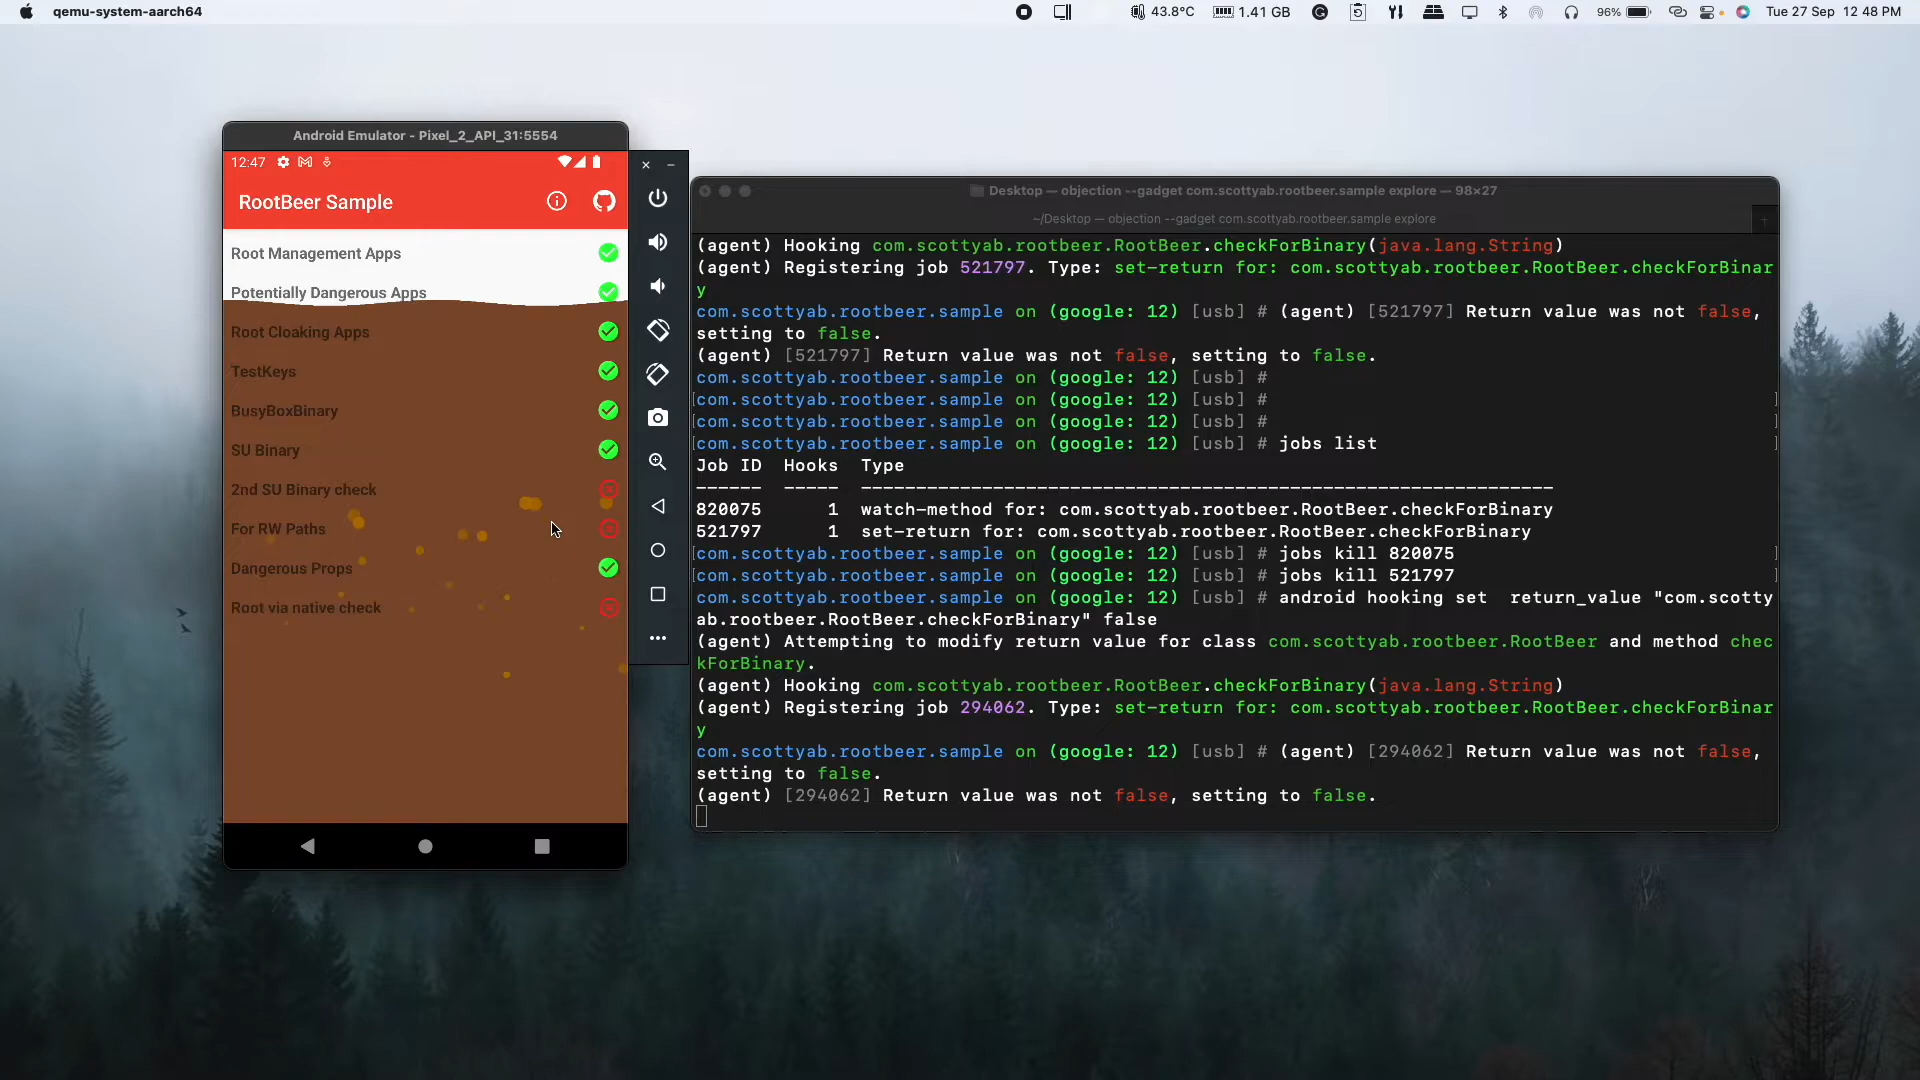 qemu-system-aarch64
43.8°C
1.41 GB
96%
Tue 27 Sep 12 48 PM
Android Emulator - Pixel_2_API_31:5554
12:47
RootBeer Sample
Root Management Apps
Potentially Dangerous Apps
Root Cloaking Apps
TestKeys
BusyBoxBinary
SU Binary
2nd SU Binary check
For RW Paths
Dangerous Props
Root via native check
Desktop — objection --gadget com.scottyab.rootbeer.sample explore — 98×27
~/Desktop — objection --gadget com.scottyab.rootbeer.sample explore
(agent) Hooking com.scottyab.rootbeer.RootBeer.checkForBinary(java.lang.String)
(agent) Registering job 521797. Type: set-return for: com.scottyab.rootbeer.RootBeer.checkForBinar
y
com.scottyab.rootbeer.sample on (google: 12) [usb] # (agent) [521797] Return value was not false,
setting to false.
(agent) [521797] Return value was not false, setting to false.
com.scottyab.rootbeer.sample on (google: 12) [usb] #
[com.scottyab.rootbeer.sample on (google: 12) [usb] # ]
[com.scottyab.rootbeer.sample on (google: 12) [usb] # ]
[com.scottyab.rootbeer.sample on (google: 12) [usb] # jobs list ]
Job ID  Hooks  Type
------  -----  ---------------------------------------------------------------
820075      1  watch-method for: com.scottyab.rootbeer.RootBeer.checkForBinary
521797      1  set-return for: com.scottyab.rootbeer.RootBeer.checkForBinary
[com.scottyab.rootbeer.sample on (google: 12) [usb] # jobs kill 820075 ]
[com.scottyab.rootbeer.sample on (google: 12) [usb] # jobs kill 521797 ]
com.scottyab.rootbeer.sample on (google: 12) [usb] # android hooking set  return_value "com.scotty
ab.rootbeer.RootBeer.checkForBinary" false
(agent) Attempting to modify return value for class com.scottyab.rootbeer.RootBeer and method chec
kForBinary.
(agent) Hooking com.scottyab.rootbeer.RootBeer.checkForBinary(java.lang.String)
(agent) Registering job 294062. Type: set-return for: com.scottyab.rootbeer.RootBeer.checkForBinar
y
com.scottyab.rootbeer.sample on (google: 12) [usb] # (agent) [294062] Return value was not false,
setting to false.
(agent) [294062] Return value was not false, setting to false.